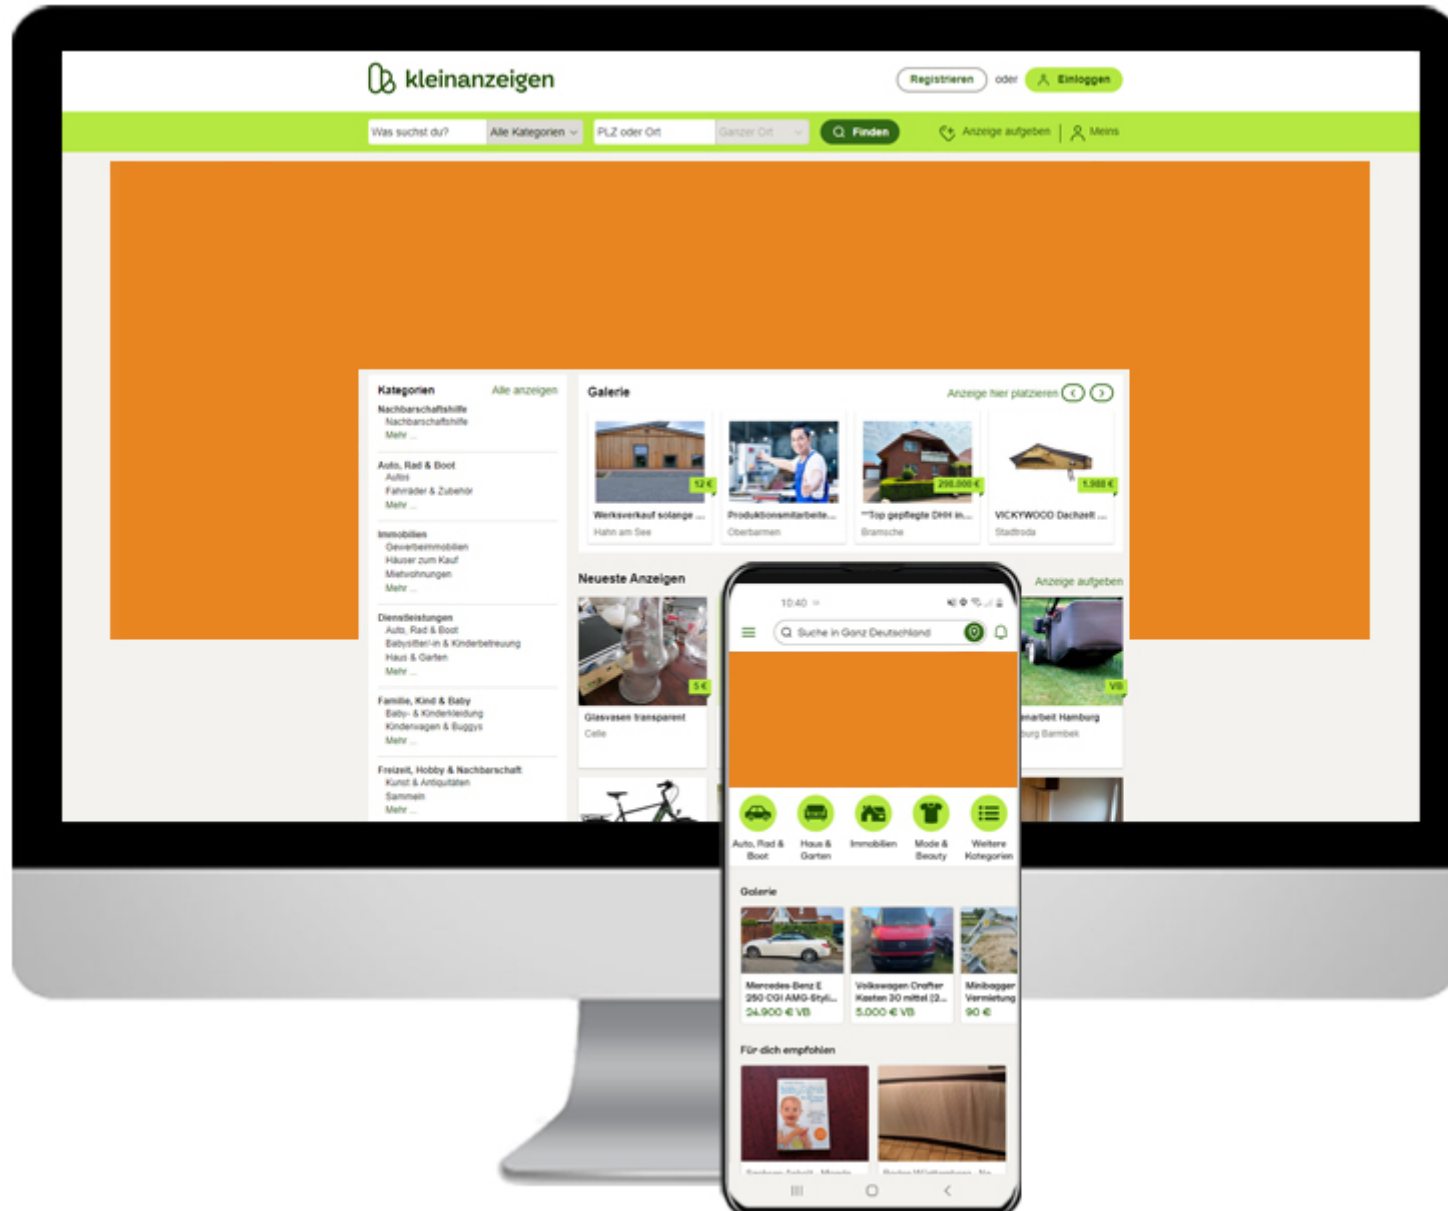 kleinanzeigen
Registrieren oder Einloggen
Was suchst du? Alle Kategorien PLZ oder Ort Ganzer Ort Finden Anzeige aufgeben Meins
Kategorien Alle anzeigen
Nachbarschaftshilfe
Nachbarschaftshilfe
Mehr ...
Auto, Rad & Boot
Autos
Fahrräder & Zubehör
Mehr ...
Immobilien
Gewerbeimmobilien
Häuser zum Kauf
Mietwohnungen
Mehr ...
Dienstleistungen
Auto, Rad & Boot
Babysitter/-in & Kinderbetreuung
Haus & Garten
Mehr ...
Familie, Kind & Baby
Baby- & Kinderkleidung
Kinderwagen & Buggys
Mehr ...
Freizeit, Hobby & Nachbarschaft
Kunst & Antiquitäten
Sammeln
Mehr ...
Galerie Anzeige hier platzieren
12 €
Werksverkauf solange ...
Hahn am See
Produktionsmitarbeite...
Oberbarmen
298.000 €
"Top gepflegte DHH in...
Bramsche
1.988 €
VICKYWOOD Dachzelt ...
Stadtroda
Neueste Anzeigen Anzeige aufgeben
5 €
Glasvasen transparent
Celle
VB
enarbeit Hamburg
burg Barmbek
10:40
Suche in Ganz Deutschland
Auto, Rad & Boot
Haus & Garten
Immobilien
Mode & Beauty
Weitere Kategorien
Galerie
Mercedes-Benz E
250 CGI AMG-Styli...
24.900 € VB
Volkswagen Crafter
Kasten 30 mittel (2...
5.000 € VB
Minibagger
Vermietung
90 €
Für dich empfohlen